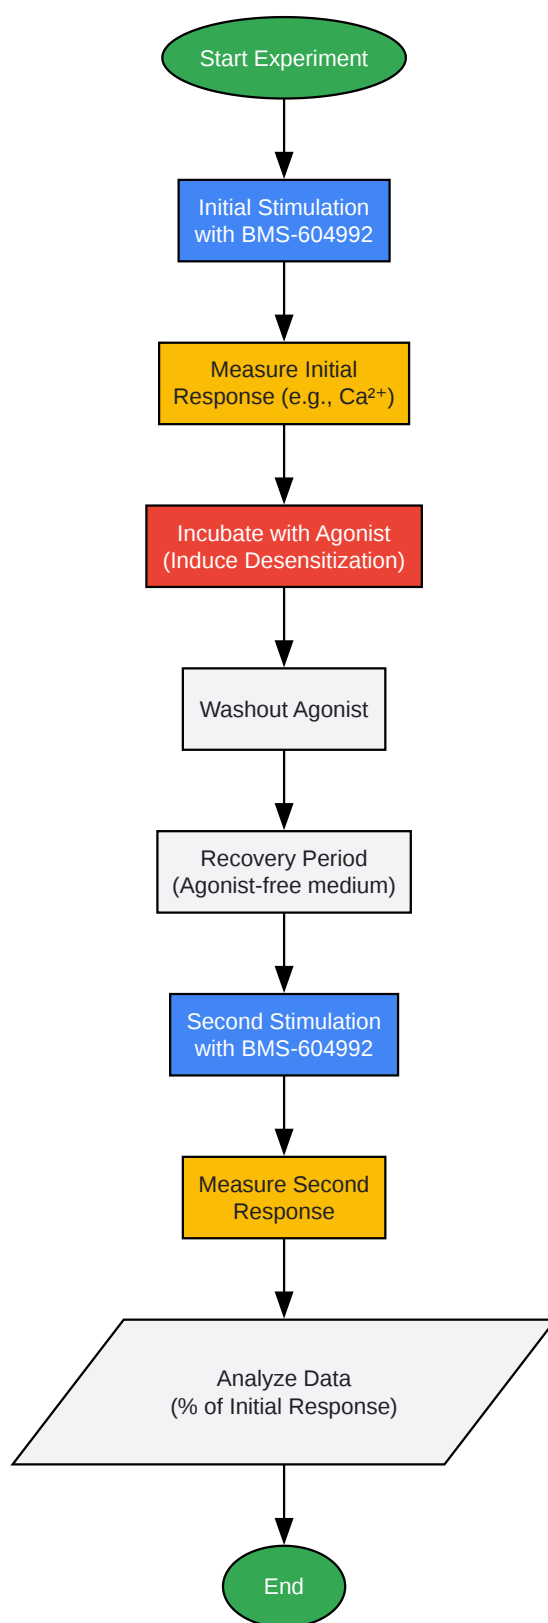 Start Experiment
Initial Stimulation
with BMS-604992
Measure Initial
Response (e.g., Ca²⁺)
Incubate with Agonist
(Induce Desensitization)
Washout Agonist
Recovery Period
(Agonist-free medium)
Second Stimulation
with BMS-604992
Measure Second
Response
Analyze Data
(% of Initial Response)
End